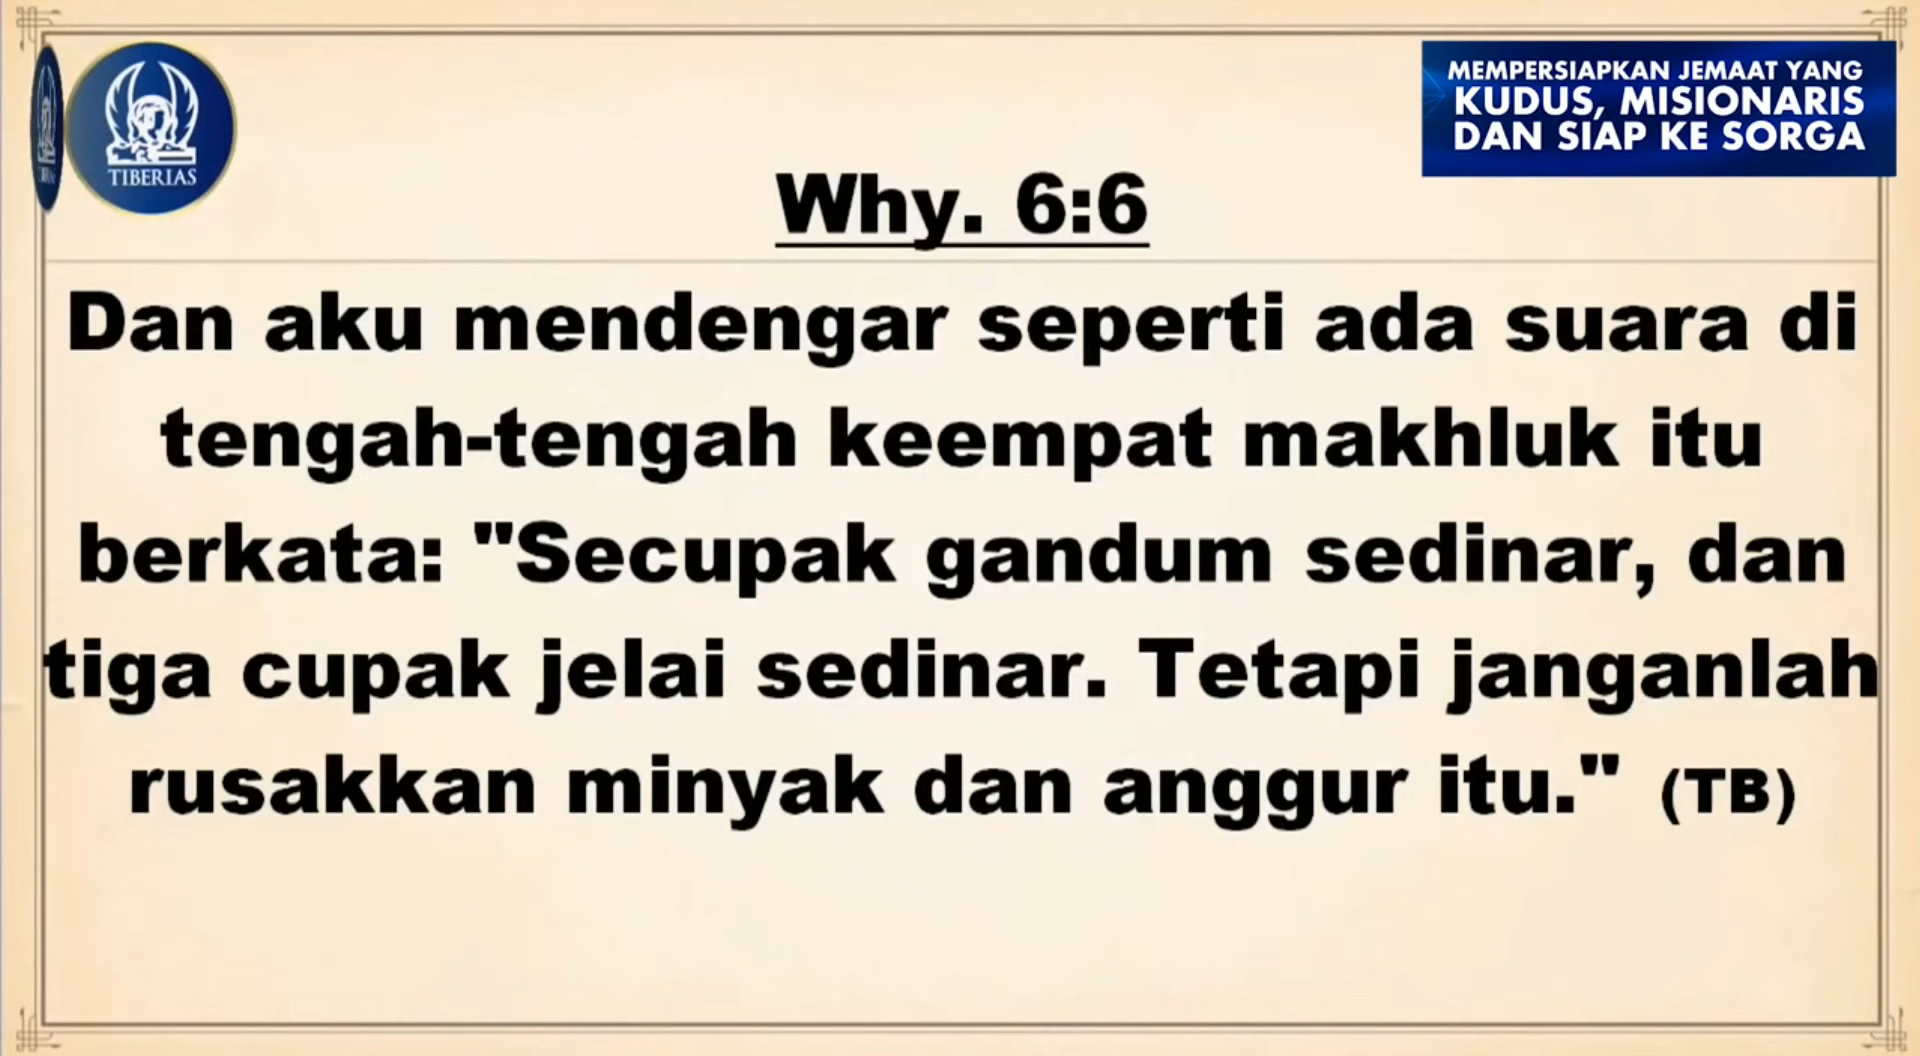 TIBERIAS
MEMPERSIAPKAN JEMAAT YANG
KUDUS, MISIONARIS
DAN SIAP KE SORGA
Why. 6:6
Dan aku mendengar seperti ada suara di
tengah-tengah keempat makhluk itu
berkata: "Secupak gandum sedinar, dan
tiga cupak jelai sedinar. Tetapi janganlah
rusakkan minyak dan anggur itu." (TB)